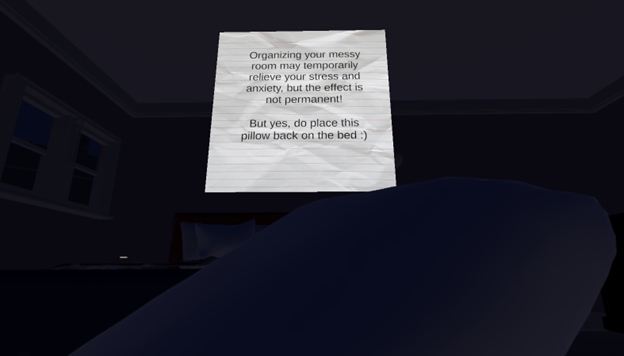 Organizing your messy
room may temporarily
relieve your stress and
anxiety, but the effect is
not permanent!
But yes, do place this
pillow back on the bed :)